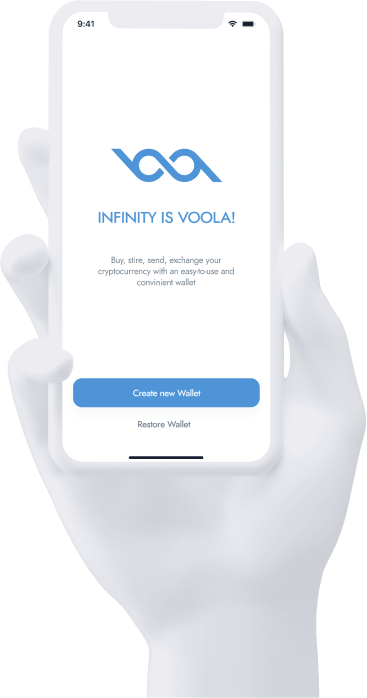 9:41
INFINITY IS VOOLA!
Buy, stire, send, exchange your
cryptocurrency with an easy-to-use and
convinient wallet
Create new Wallet
Restore Wallet